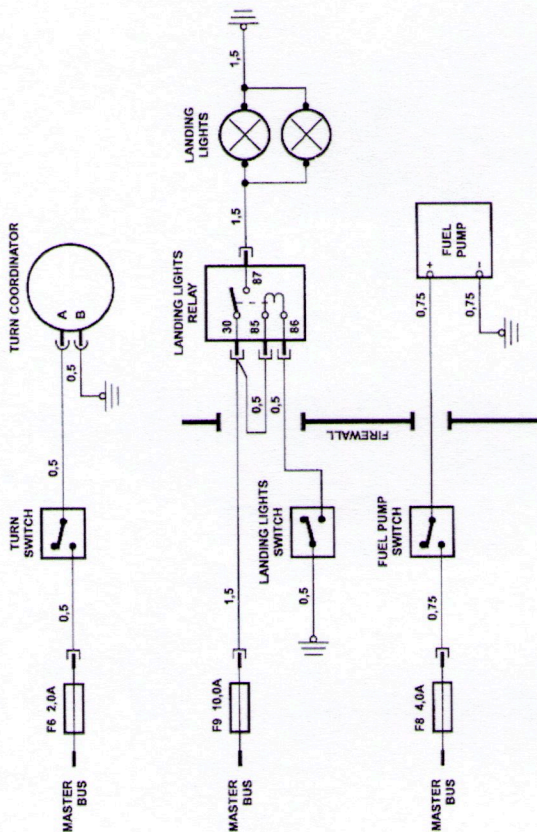 MASTER
BUS
F6 2,0A
0,5
TURN
SWITCH
0,5
0,5
A
B
TURN COORDINATOR
MASTER
BUS
F9 10,0A
1,5
0,5
LANDING LIGHTS
SWITCH
0,5
0,5
FIREWALL
30
85
86
87
LANDING LIGHTS
RELAY
1,5
LANDING
LIGHTS
1,5
MASTER
BUS
F8 4,0A
0,75
FUEL PUMP
SWITCH
0,75
0,75
+
-
FUEL
PUMP